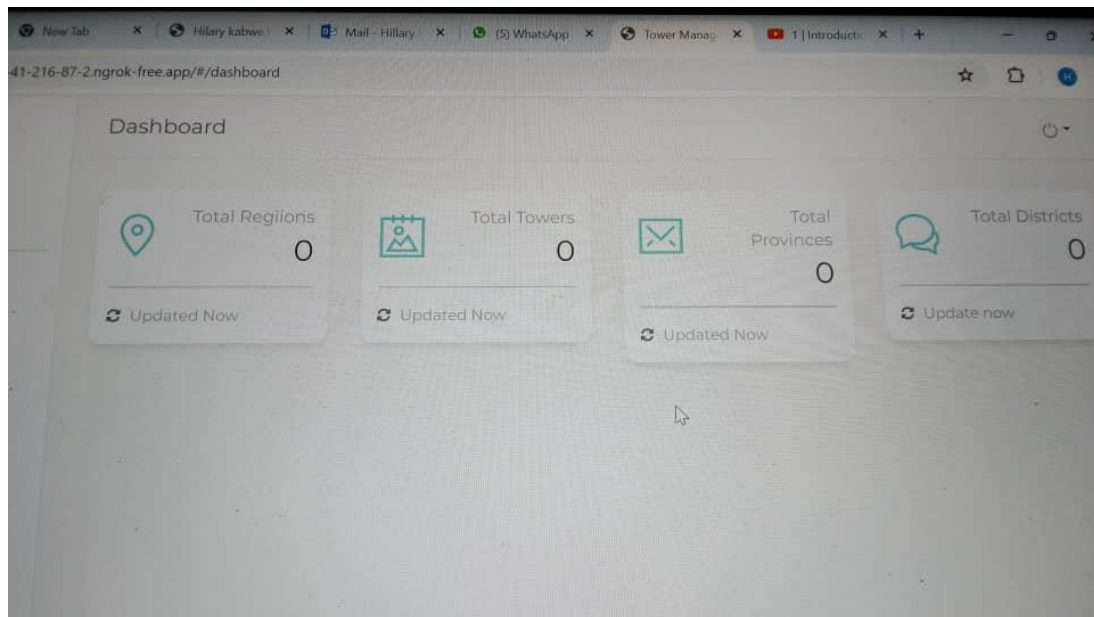 New Tab
Hilary kabwe
Mail - Hillary
(5) WhatsApp
Tower Manag
1 [Introductic
41-216-87-2.ngrok-free.app/#/dashboard
H
Dashboard
Total Regiions
0
Updated Now
Total Towers
0
Updated Now
Total
Provinces
0
Updated Now
Total Districts
0
Update now